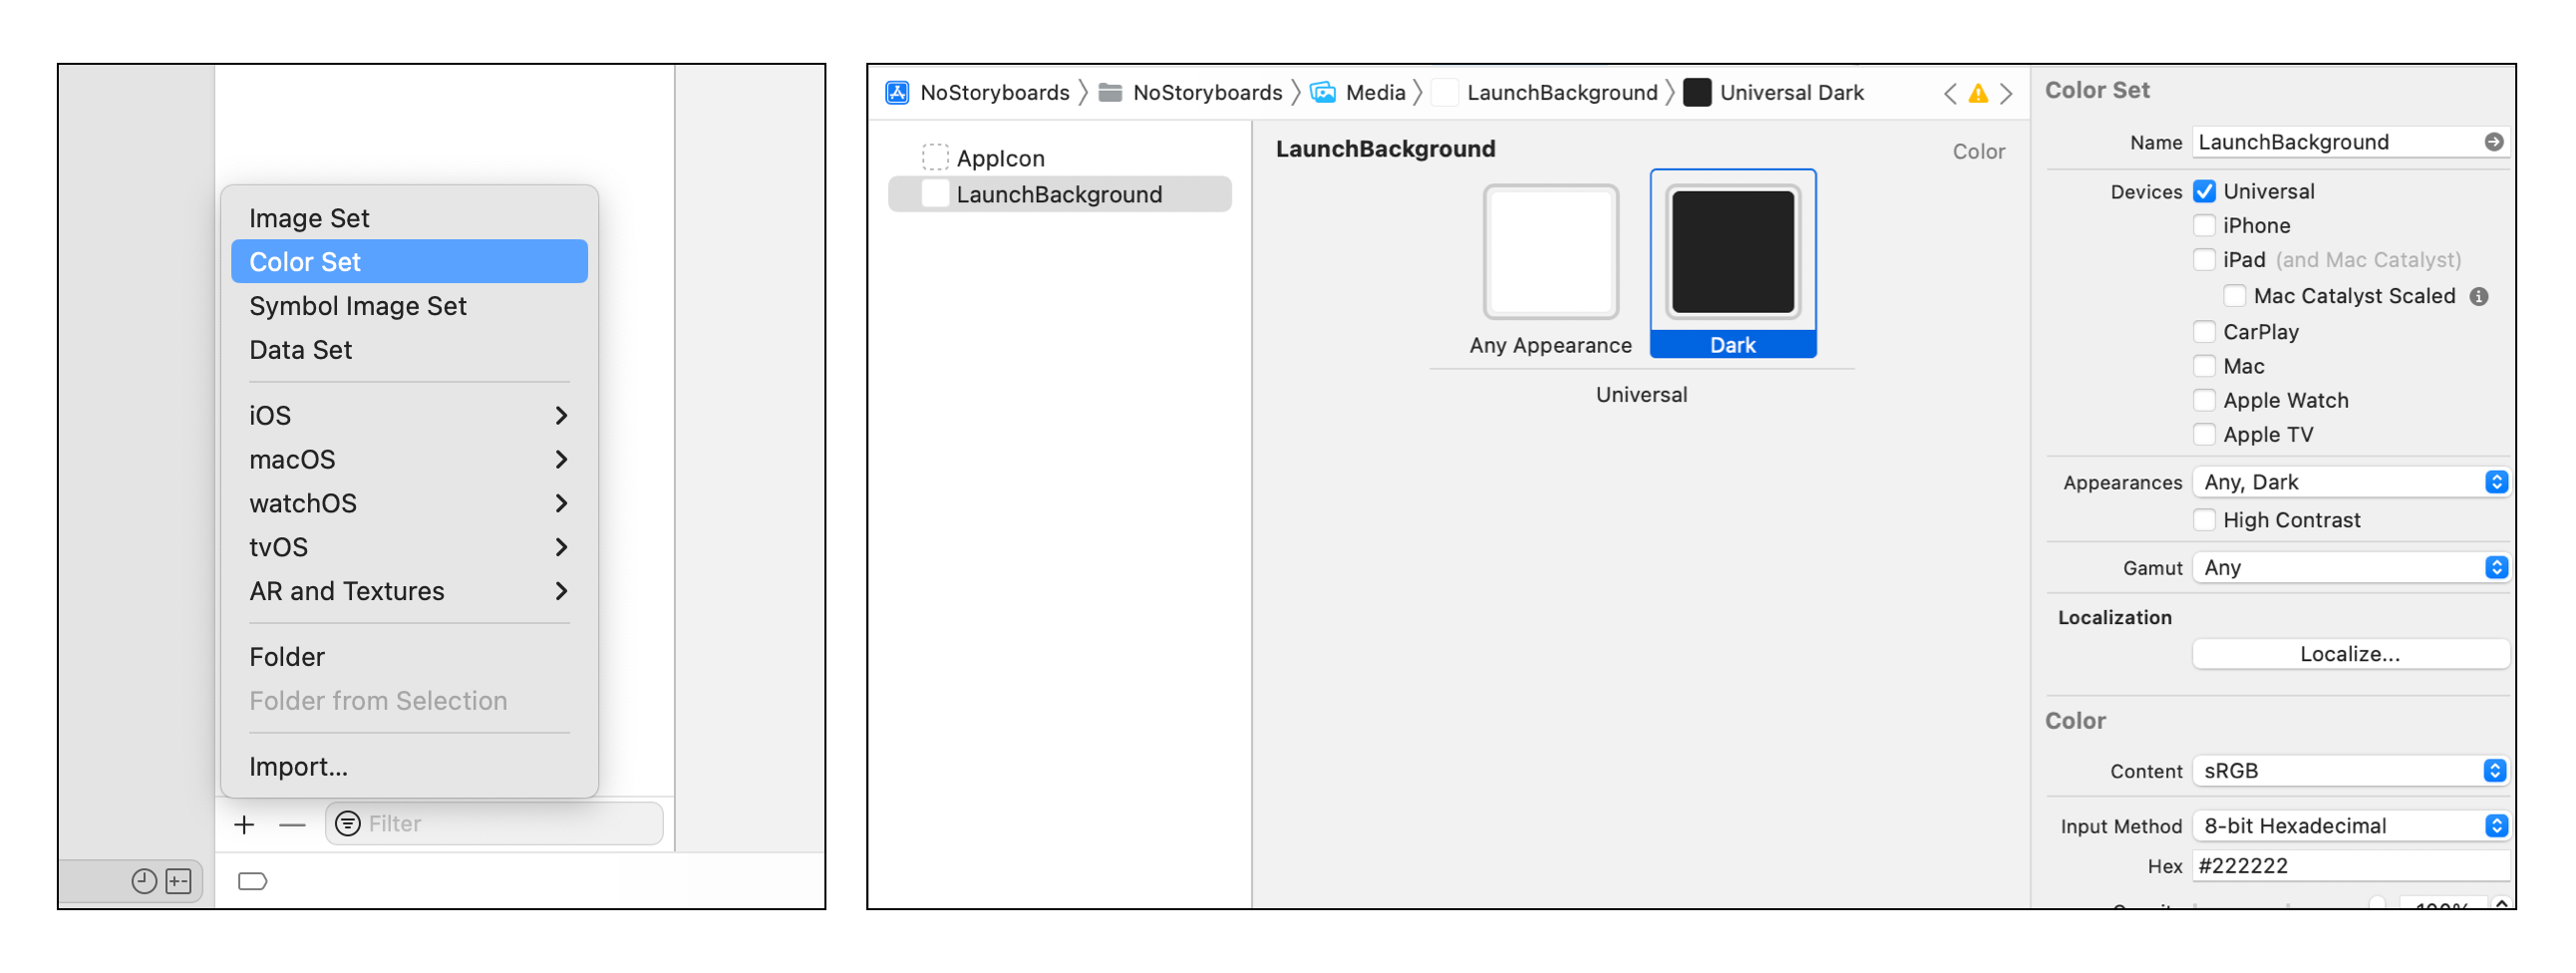 Image Set
Color Set
Symbol Image Set
Data Set
iOS
macOS
watchOS
tvOS
AR and Textures
Folder
Folder from Selection
Import...
Filter
NoStoryboards
NoStoryboards
Media
LaunchBackground
Universal Dark
AppIcon
LaunchBackground
LaunchBackground
Color
Any Appearance
Dark
Universal
Color Set
Name LaunchBackground
Devices Universal
iPhone
iPad (and Mac Catalyst)
Mac Catalyst Scaled
CarPlay
Mac
Apple Watch
Apple TV
Appearances Any, Dark
High Contrast
Gamut Any
Localization
Localize...
Color
Content sRGB
Input Method 8-bit Hexadecimal
Hex #222222